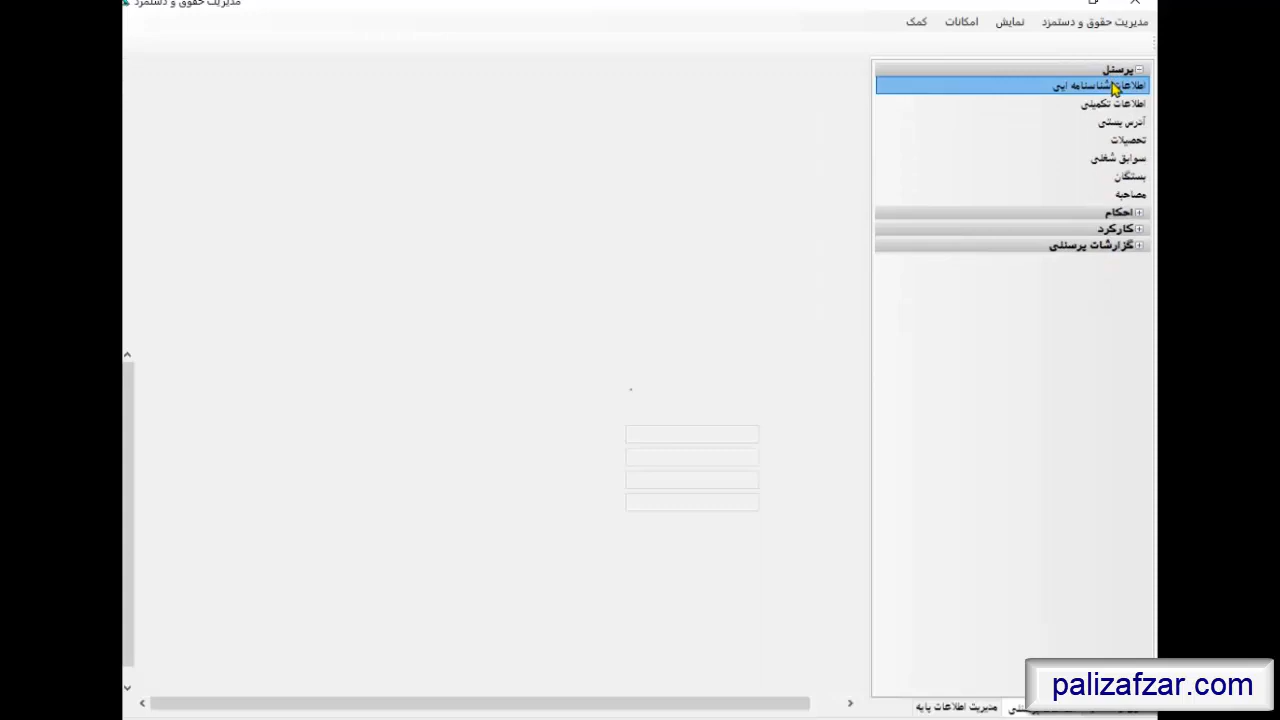 مدیریت حقوق و دستمزد
مدیریت حقوق و دستمزد نمایش امکانات کمک
پرسنل
اطلاعات شناسنامه ایی
اطلاعات تکمیلی
آدرس پستی
تحصیلات
سوابق شغلی
بستگان
مصاحبه
احکام
کارکرد
گزارشات پرسنلی
مدیریت اطلاعات پایه
palizafzar.com